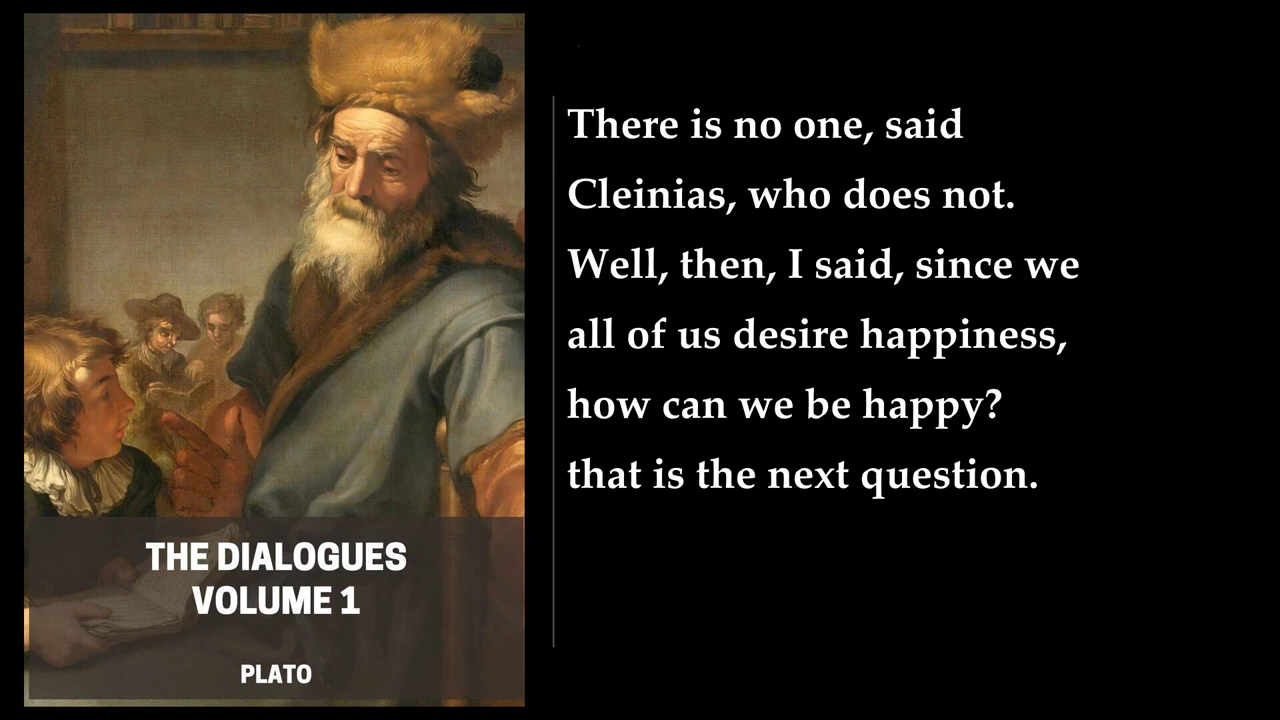 There is no one, said
Cleinias, who does not.
Well, then, I said, since we
all of us desire happiness,
how can we be happy?
that is the next question.
THE DIALOGUES
VOLUME 1
PLATO